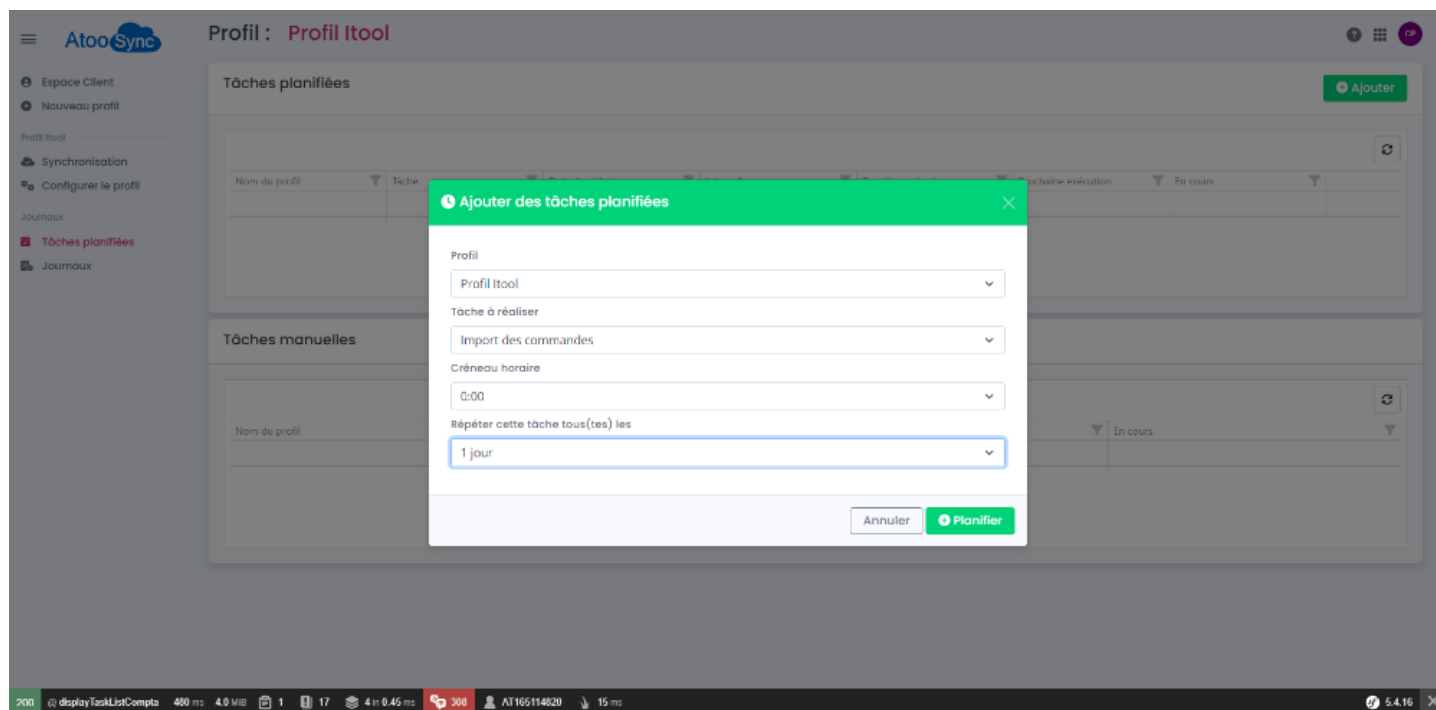 AtooSync
Profil : Profil Itool
CP
Espace Client
Nouveau profil
Profil Itool
Synchronisation
Configurer le profil
Journaux
Tâches planifiées
Journaux
Tâches planifiées
Ajouter
Nom du profil Tâche Prochaine exécution En cours
Ajouter des tâches planifiées
Profil
Profil Itool
Tâche à réaliser
Import des commandes
Créneau horaire
0:00
Répéter cette tâche tous(tes) les
1 jour
Annuler
Planifier
Tâches manuelles
Nom du profil En cours
200 @ displayTaskListCompta 480 ms 4.0 MiB 1 17 4 in 0.45 ms 308 AT165114820 15 ms 5.4.16